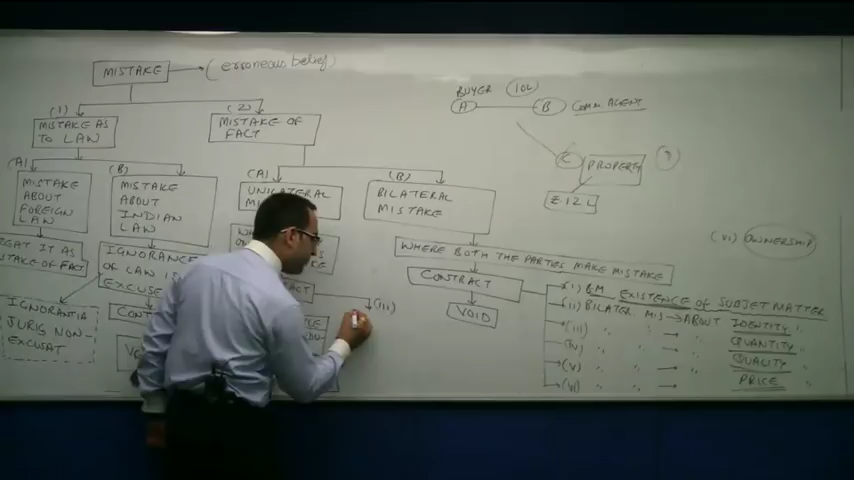 MISTAKE
(erroneous belief)
(1)
MISTAKE AS
TO LAW
(2)
MISTAKE OF
FACT
(A)
MISTAKE
ABOUT
FOREIGN
LAW
TREAT IT AS
MISTAKE OF FACT
(B)
MISTAKE
ABOUT
INDIAN
LAW
IGNORANCE
OF LAW IS
EXCUSE
IGNORANTIA
JURIS NON-
EXCUSAT
(A)
UNILATERAL
(III)
(B)
BILATERAL
MISTAKE
WHERE BOTH THE PARTIES MAKE MISTAKE
CONTRACT
VOID
(i) BM EXISTENCE OF SUBJECT MATTER
(ii) BILATER MIS → ABOUT IDENTITY "
(iii) " " → " QUANTITY "
(iv) " " → " QUALITY "
(v) " " → " PRICE "
(vi) " " →
BUYER 10L
A B COMM AGENT
C PROPERTY ?
₹ 12 L
(vi) OWNERSHIP